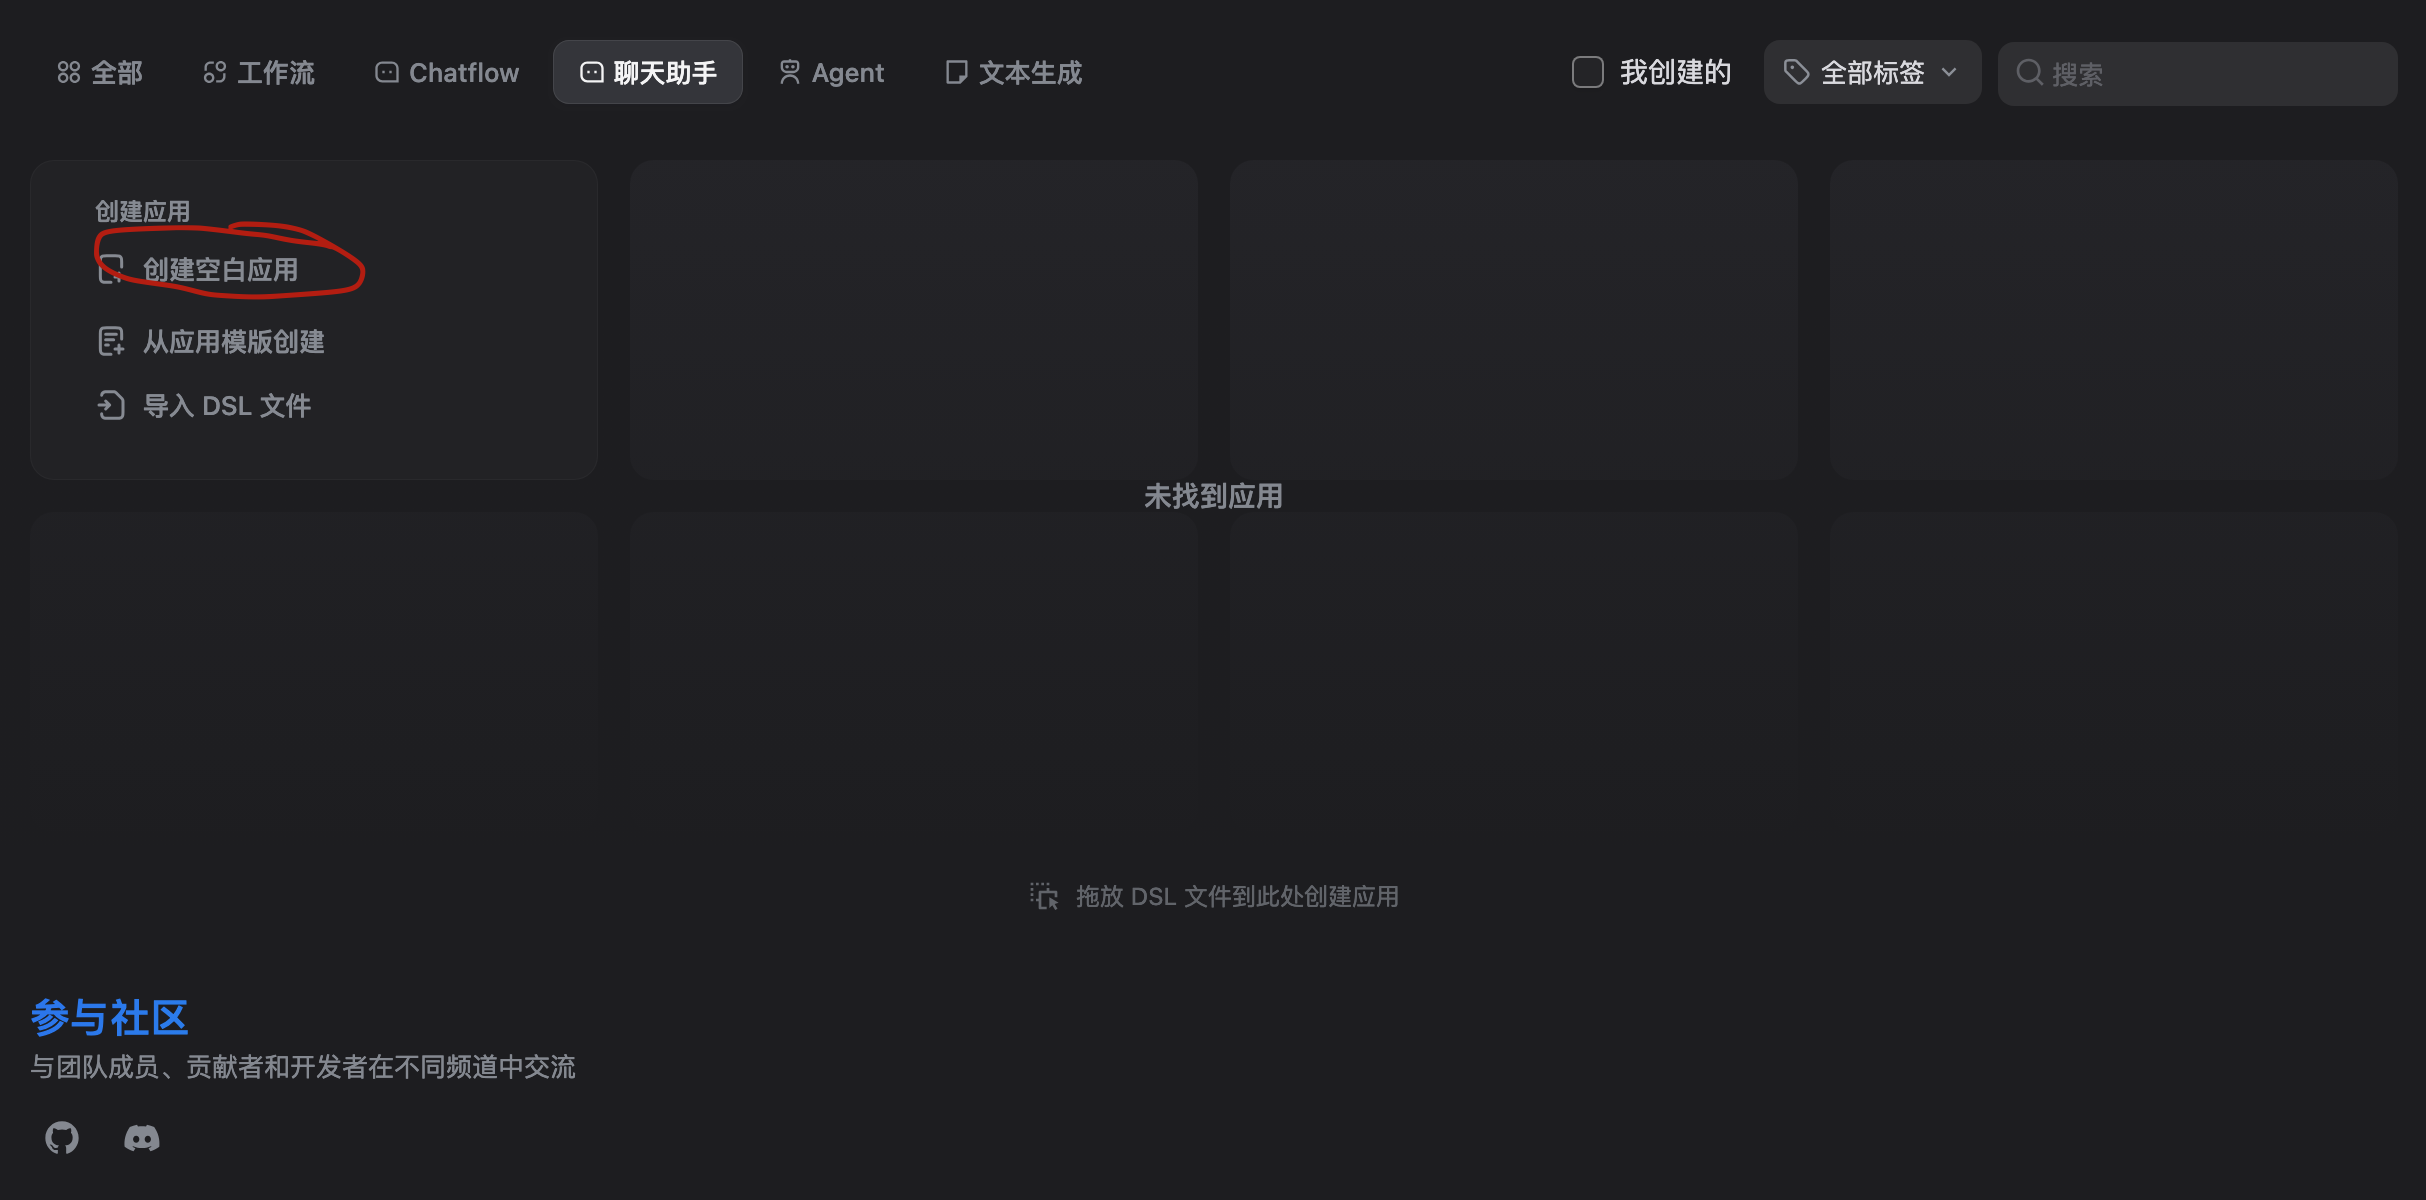 全部 工作流 Chatflow 聊天助手 Agent 文本生成 我创建的 全部标签 搜索
创建应用
创建空白应用
从应用模版创建
导入 DSL 文件
未找到应用
拖放 DSL 文件到此处创建应用
参与社区
与团队成员、贡献者和开发者在不同频道中交流